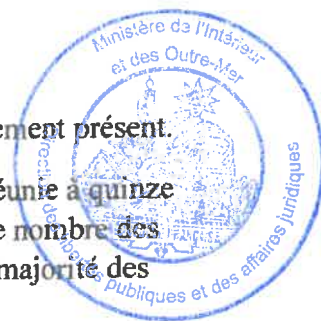 Ministère de l'Intérieur
et des Outre-Mer
ement présent.
éunie à quinze
e nombre des
majorité des
publiques et des affaires juridiques